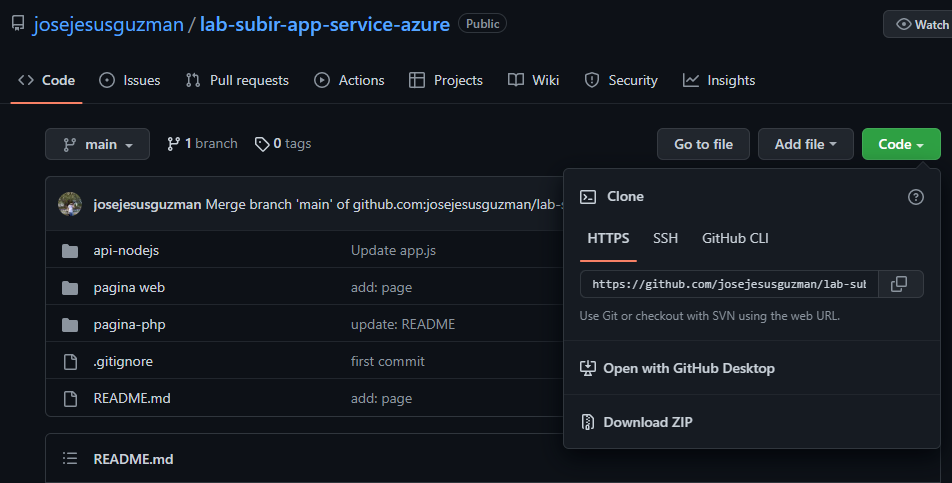 josejesusguzman / lab-subir-app-service-azure Public Watch
Code Issues Pull requests Actions Projects Wiki Security Insights
main 1 branch 0 tags Go to file Add file Code
josejesusguzman Merge branch 'main' of github.com:josejesusguzman/lab-s
api-nodejs Update app.js
pagina web add: page
pagina-php update: README
.gitignore first commit
README.md add: page
README.md
Clone
HTTPS SSH GitHub CLI
https://github.com/josejesusguzman/lab-sub
Use Git or checkout with SVN using the web URL.
Open with GitHub Desktop
Download ZIP